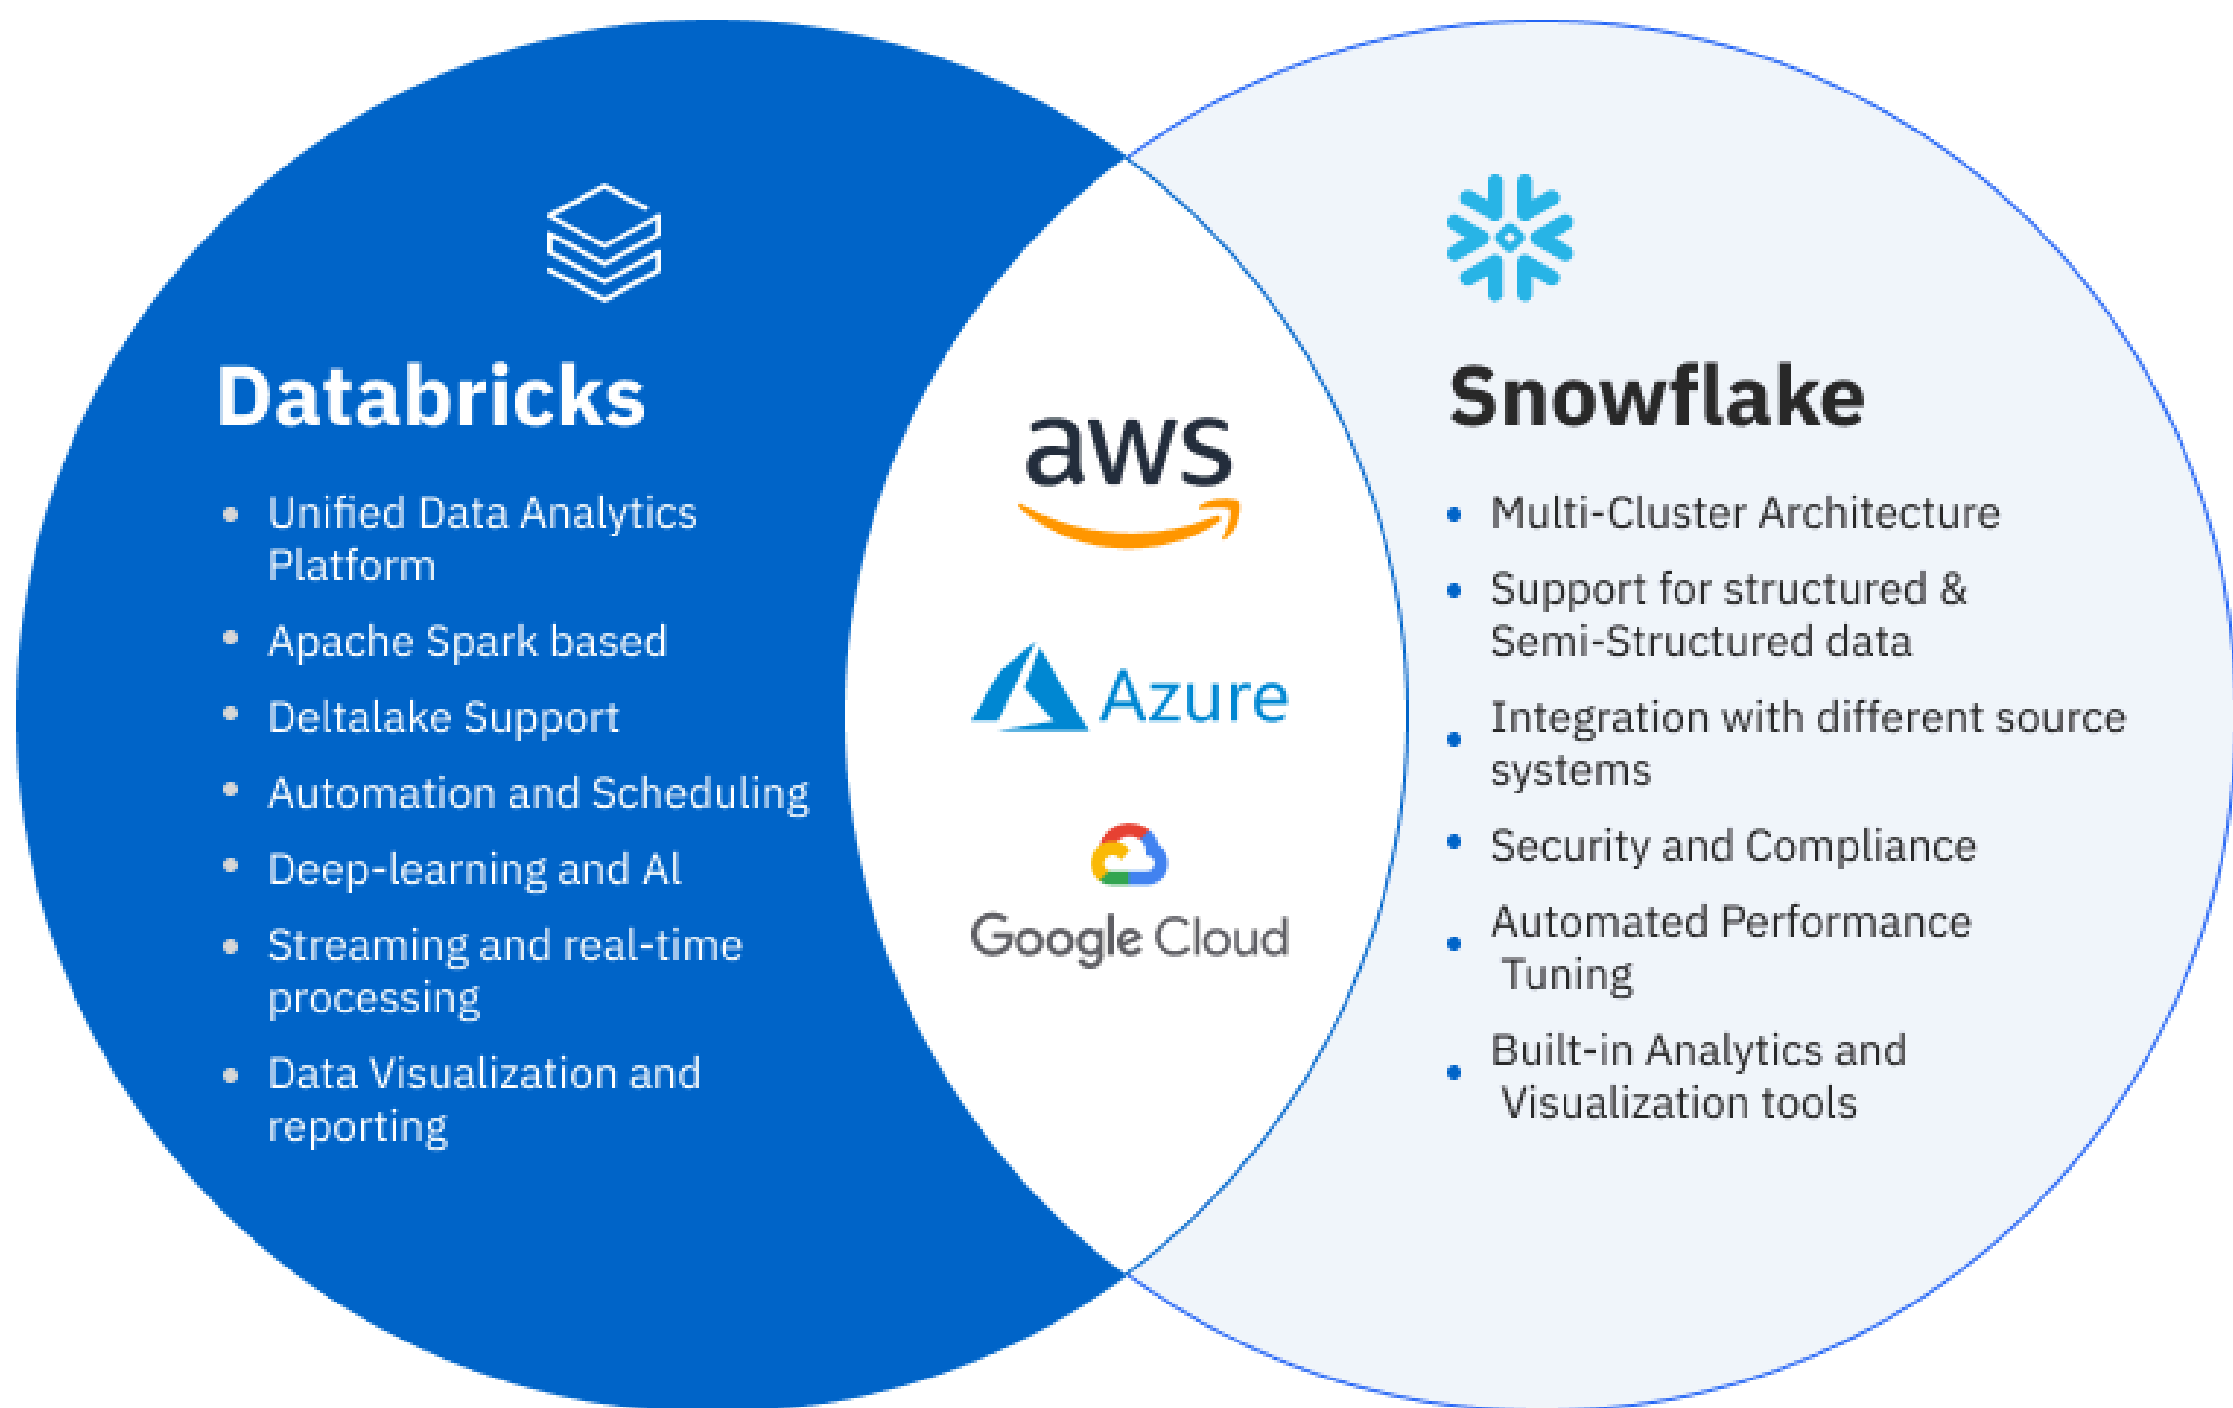 Databricks
Unified Data Analytics
Platform
Apache Spark based
Deltalake Support
Automation and Scheduling
Deep-learning and Al
Streaming and real-time
processing
Data Visualization and
reporting
aws
Azure
Google Cloud
Snowflake
Multi-Cluster Architecture
Support for structured &
Semi-Structured data
Integration with different source
systems
Security and Compliance
Automated Performance
Tuning
Built-in Analytics and
Visualization tools